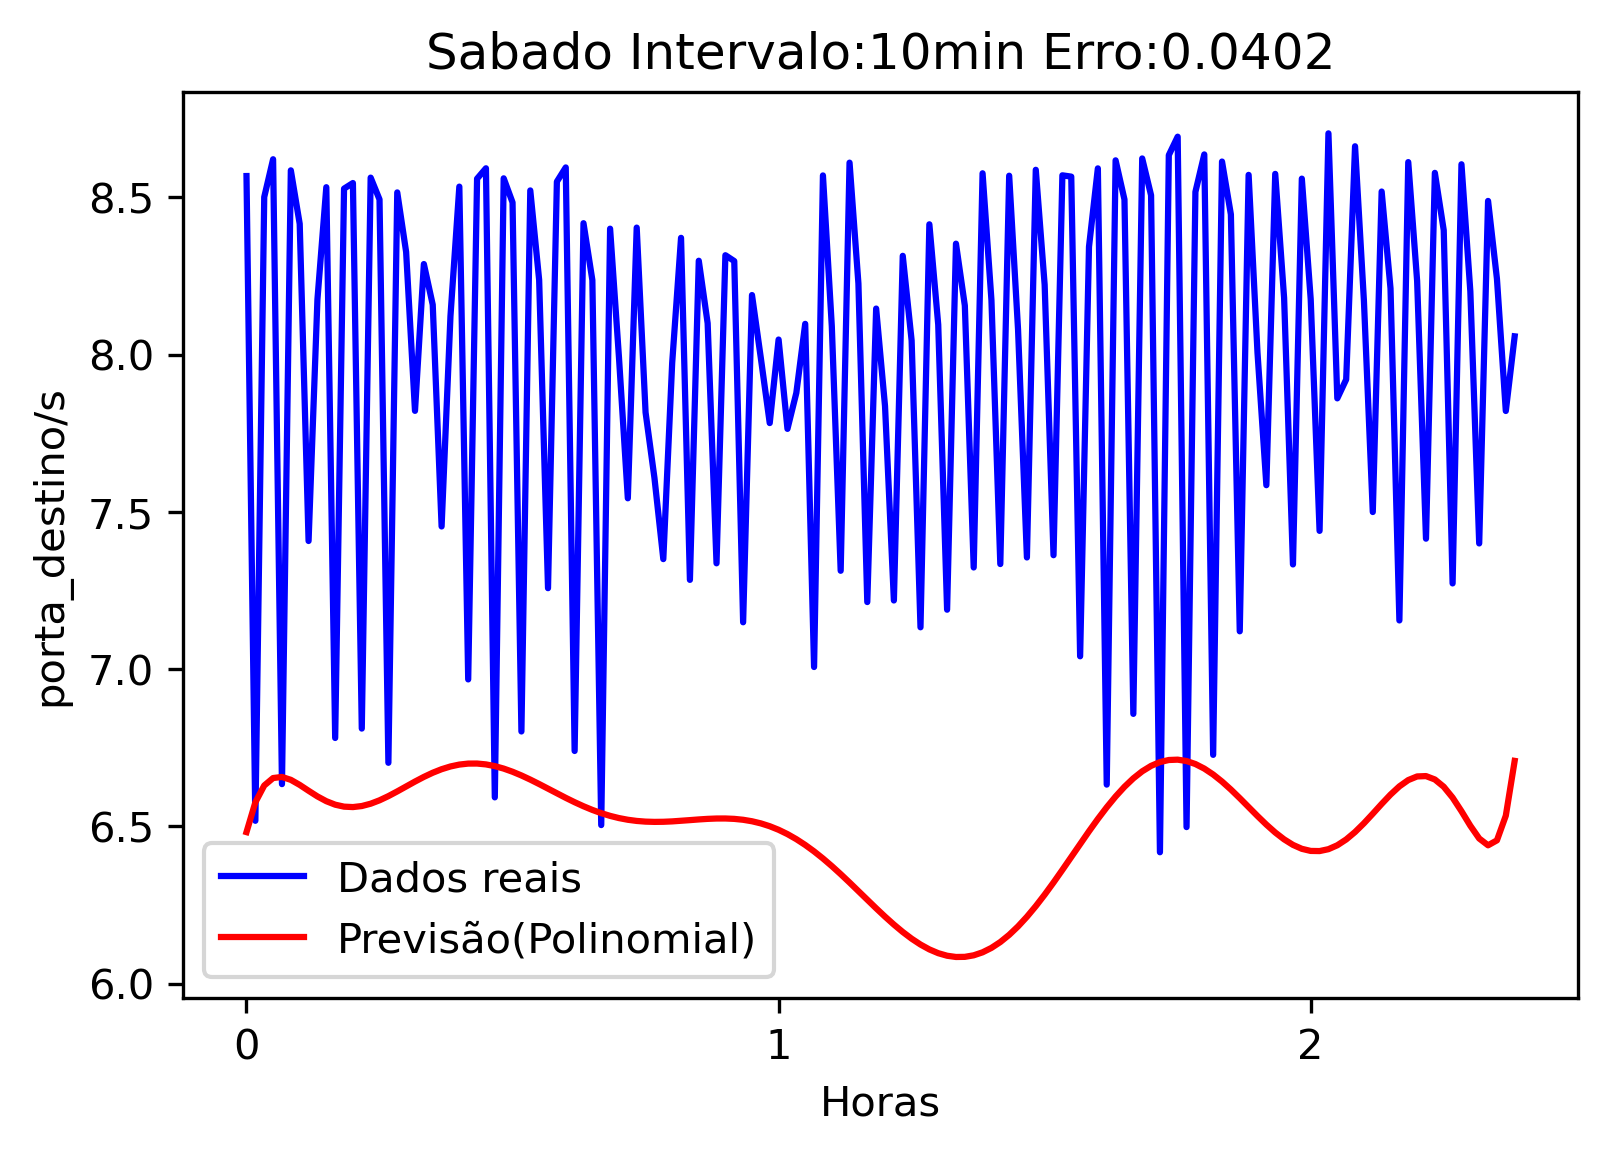 Sabado Intervalo:10min Erro:0.0402
porta_destino/s
8.5
8.0
7.5
7.0
6.5
6.0
Dados reais
Previsão(Polinomial)
0 1 2
Horas